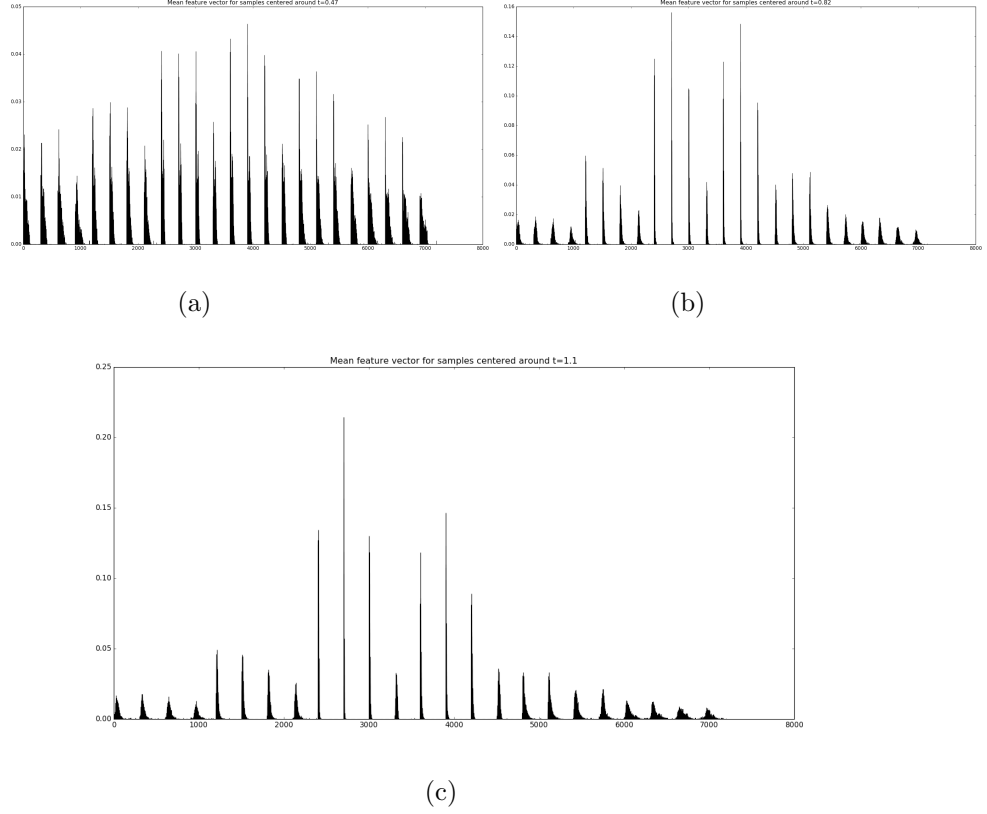 Mean feature vector for samples centered around t=0.47
0.05
0.04
0.03
0.02
0.01
0.00
0 1000 2000 3000 4000 5000 6000 7000 8000
(a)
Mean feature vector for samples centered around t=0.82
0.16
0.14
0.12
0.10
0.08
0.06
0.04
0.02
0.00
0 1000 2000 3000 4000 5000 6000 7000 8000
(b)
Mean feature vector for samples centered around t=1.1
0.25
0.20
0.15
0.10
0.05
0.00
0 1000 2000 3000 4000 5000 6000 7000 8000
(c)